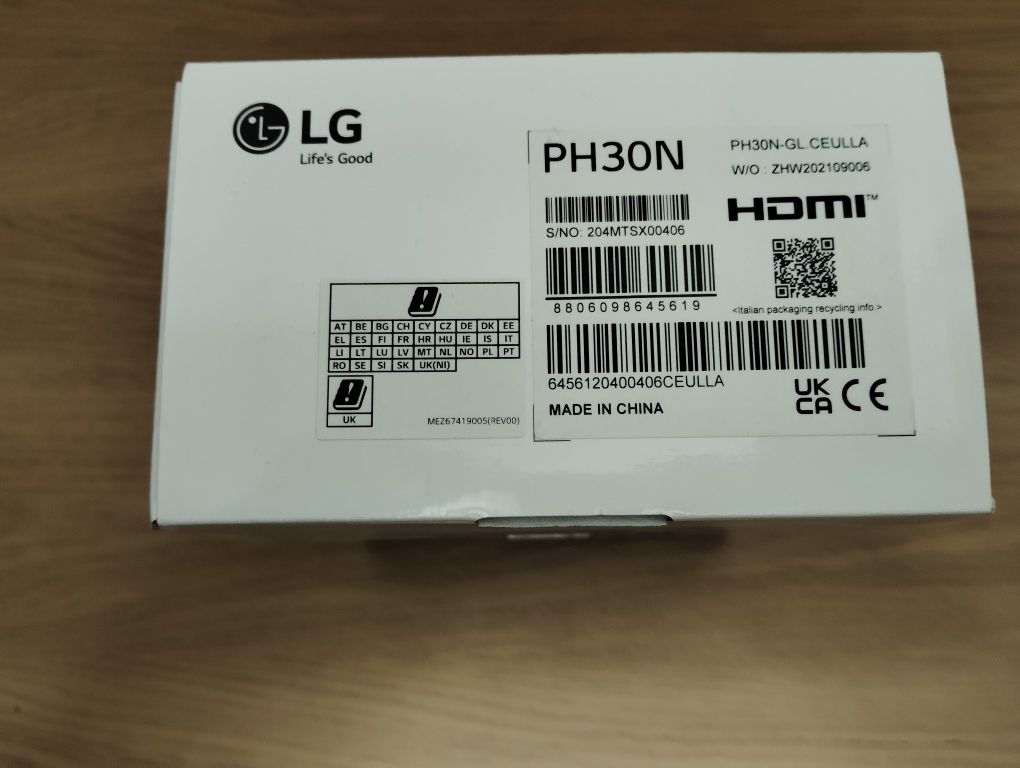 LG
Life's Good
PH30N
PH30N-GL.CEULLA
W/O : ZHW202109006
HDMI™
S/NO: 204MTSX00406
8806098645619
<Italian packaging recycling info.>
6456120400406CEULLA
MADE IN CHINA
UK
CA CE
AT BE BG CH CY CZ DE DK EE
EL ES FI FR HR HU IE IS IT
LI LT LU LV MT NL NO PL PT
RO SE SI SK UK(NI)
UK
MEZ67419005(REV00)